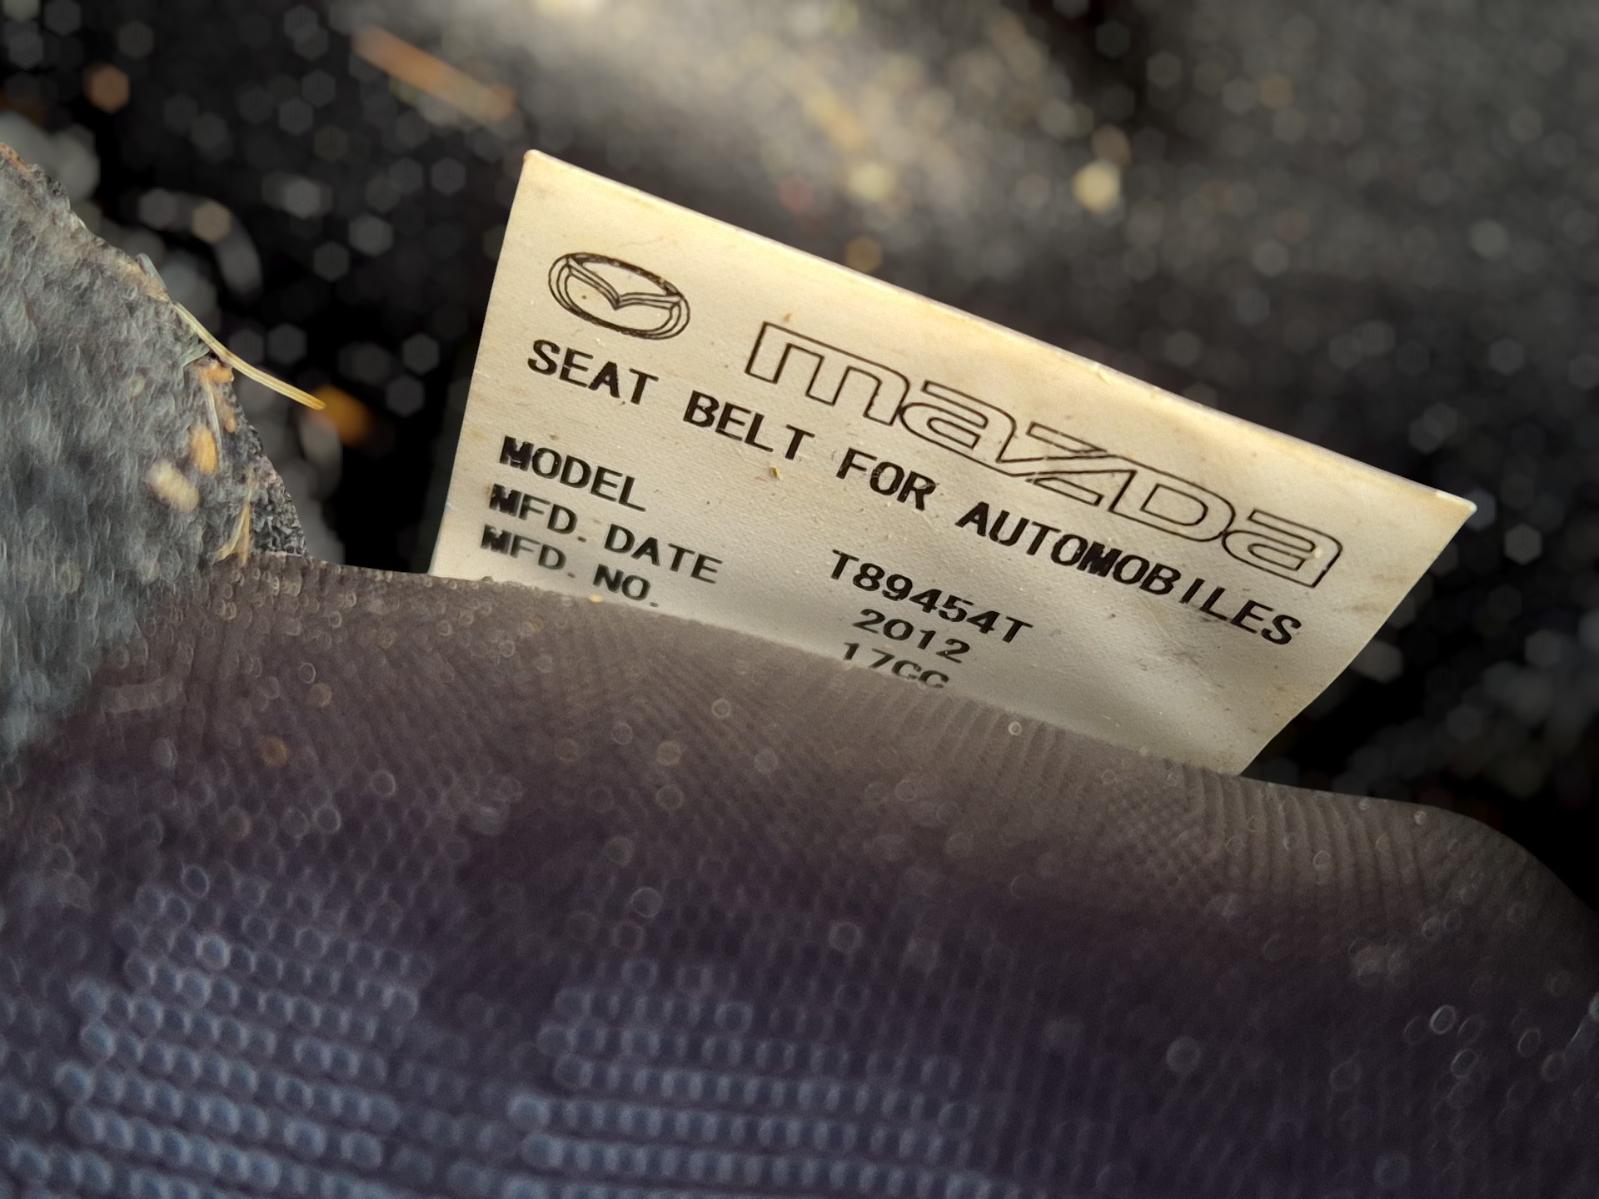 mazda
SEAT BELT FOR AUTOMOBILES
MODEL T89454T
MFD. DATE 2012
MFD. NO.